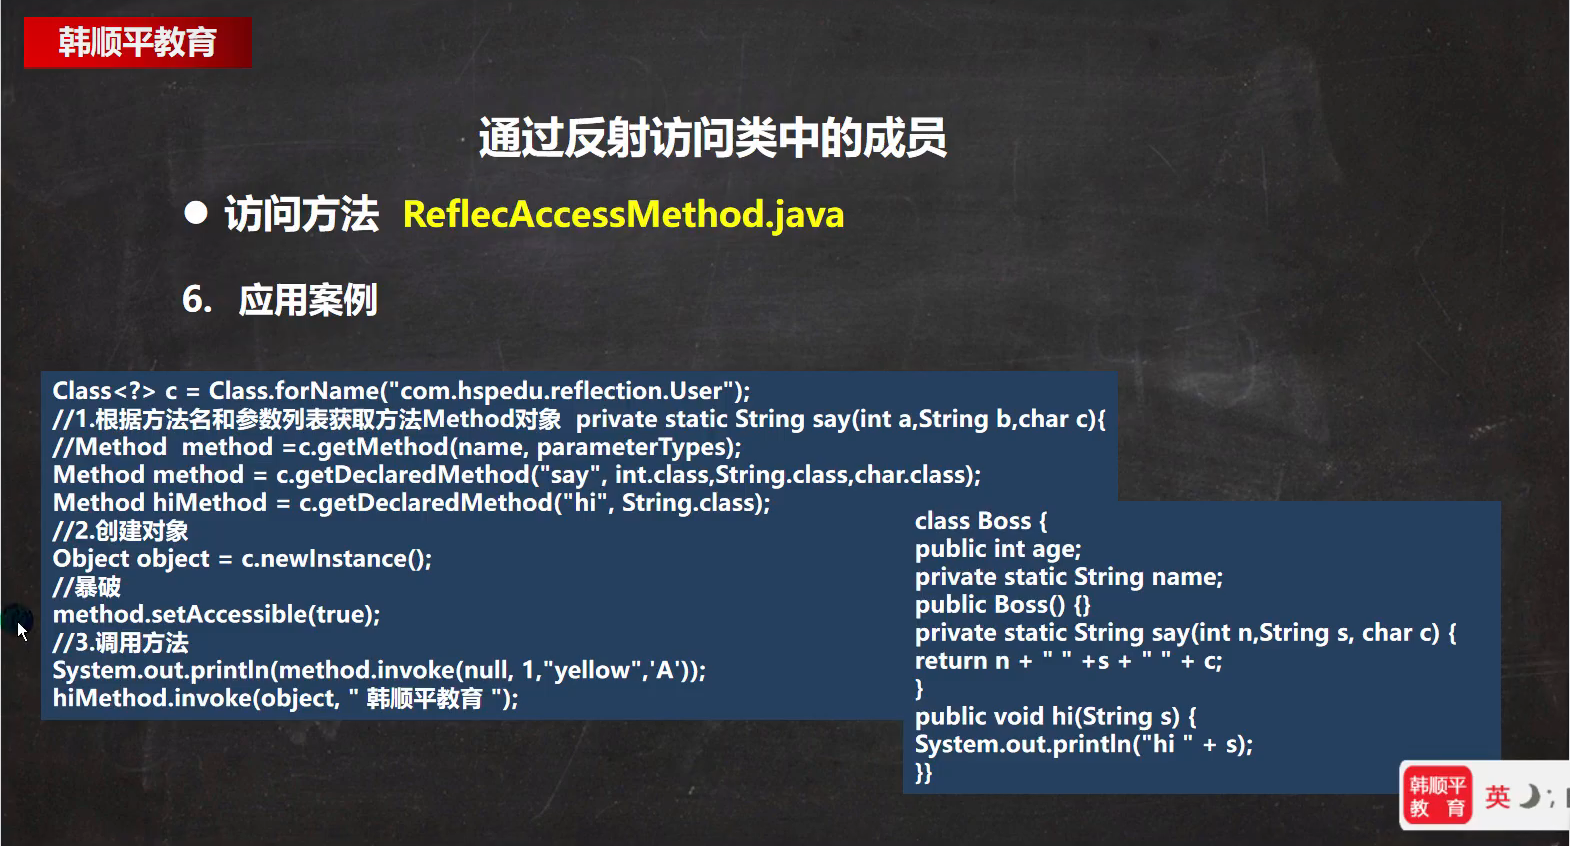 韩顺平教育
通过反射访问类中的成员
● 访问方法 ReflecAccessMethod.java
6. 应用案例
Class<?> c = Class.forName("com.hspedu.reflection.User");
//1.根据方法名和参数列表获取方法Method对象  private static String say(int a,String b,char c){
//Method  method =c.getMethod(name, parameterTypes);
Method method = c.getDeclaredMethod("say", int.class,String.class,char.class);
Method hiMethod = c.getDeclaredMethod("hi", String.class);
//2.创建对象
Object object = c.newInstance();
//暴破
method.setAccessible(true);
//3.调用方法
System.out.println(method.invoke(null, 1,"yellow",'A'));
hiMethod.invoke(object, " 韩顺平教育 ");
class Boss {
public int age;
private static String name;
public Boss() {}
private static String say(int n,String s, char c) {
return n + " " +s + " " + c;
}
public void hi(String s) {
System.out.println("hi " + s);
}}
韩顺平
教 育
英 ;